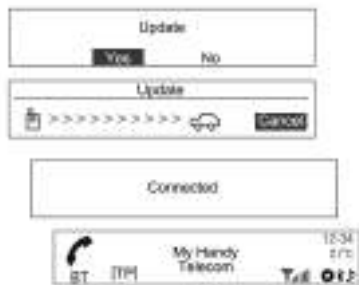 Update
Yes No
Update
> > > > > > > > > > Cancel
Connected
12:34
My Handy
BT [TP] Telecom